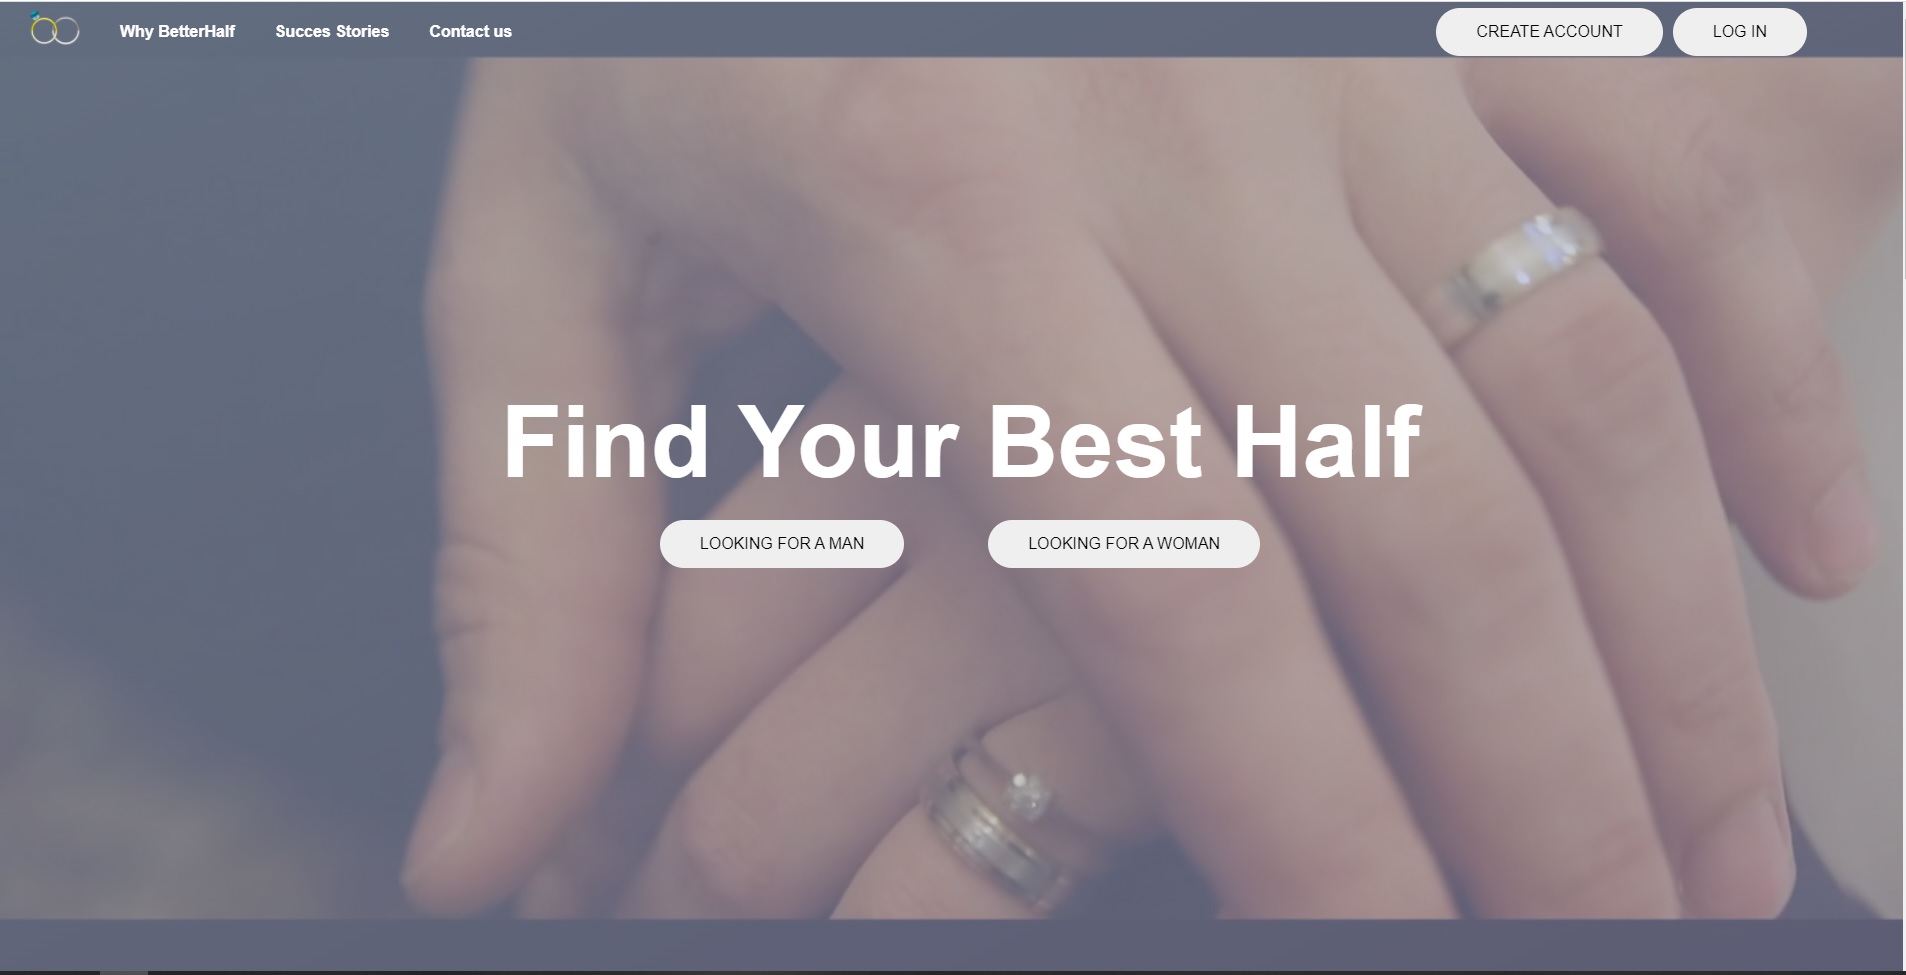 Why BetterHalf
Succes Stories
Contact us
CREATE ACCOUNT
LOG IN
Find Your Best Half
LOOKING FOR A MAN
LOOKING FOR A WOMAN